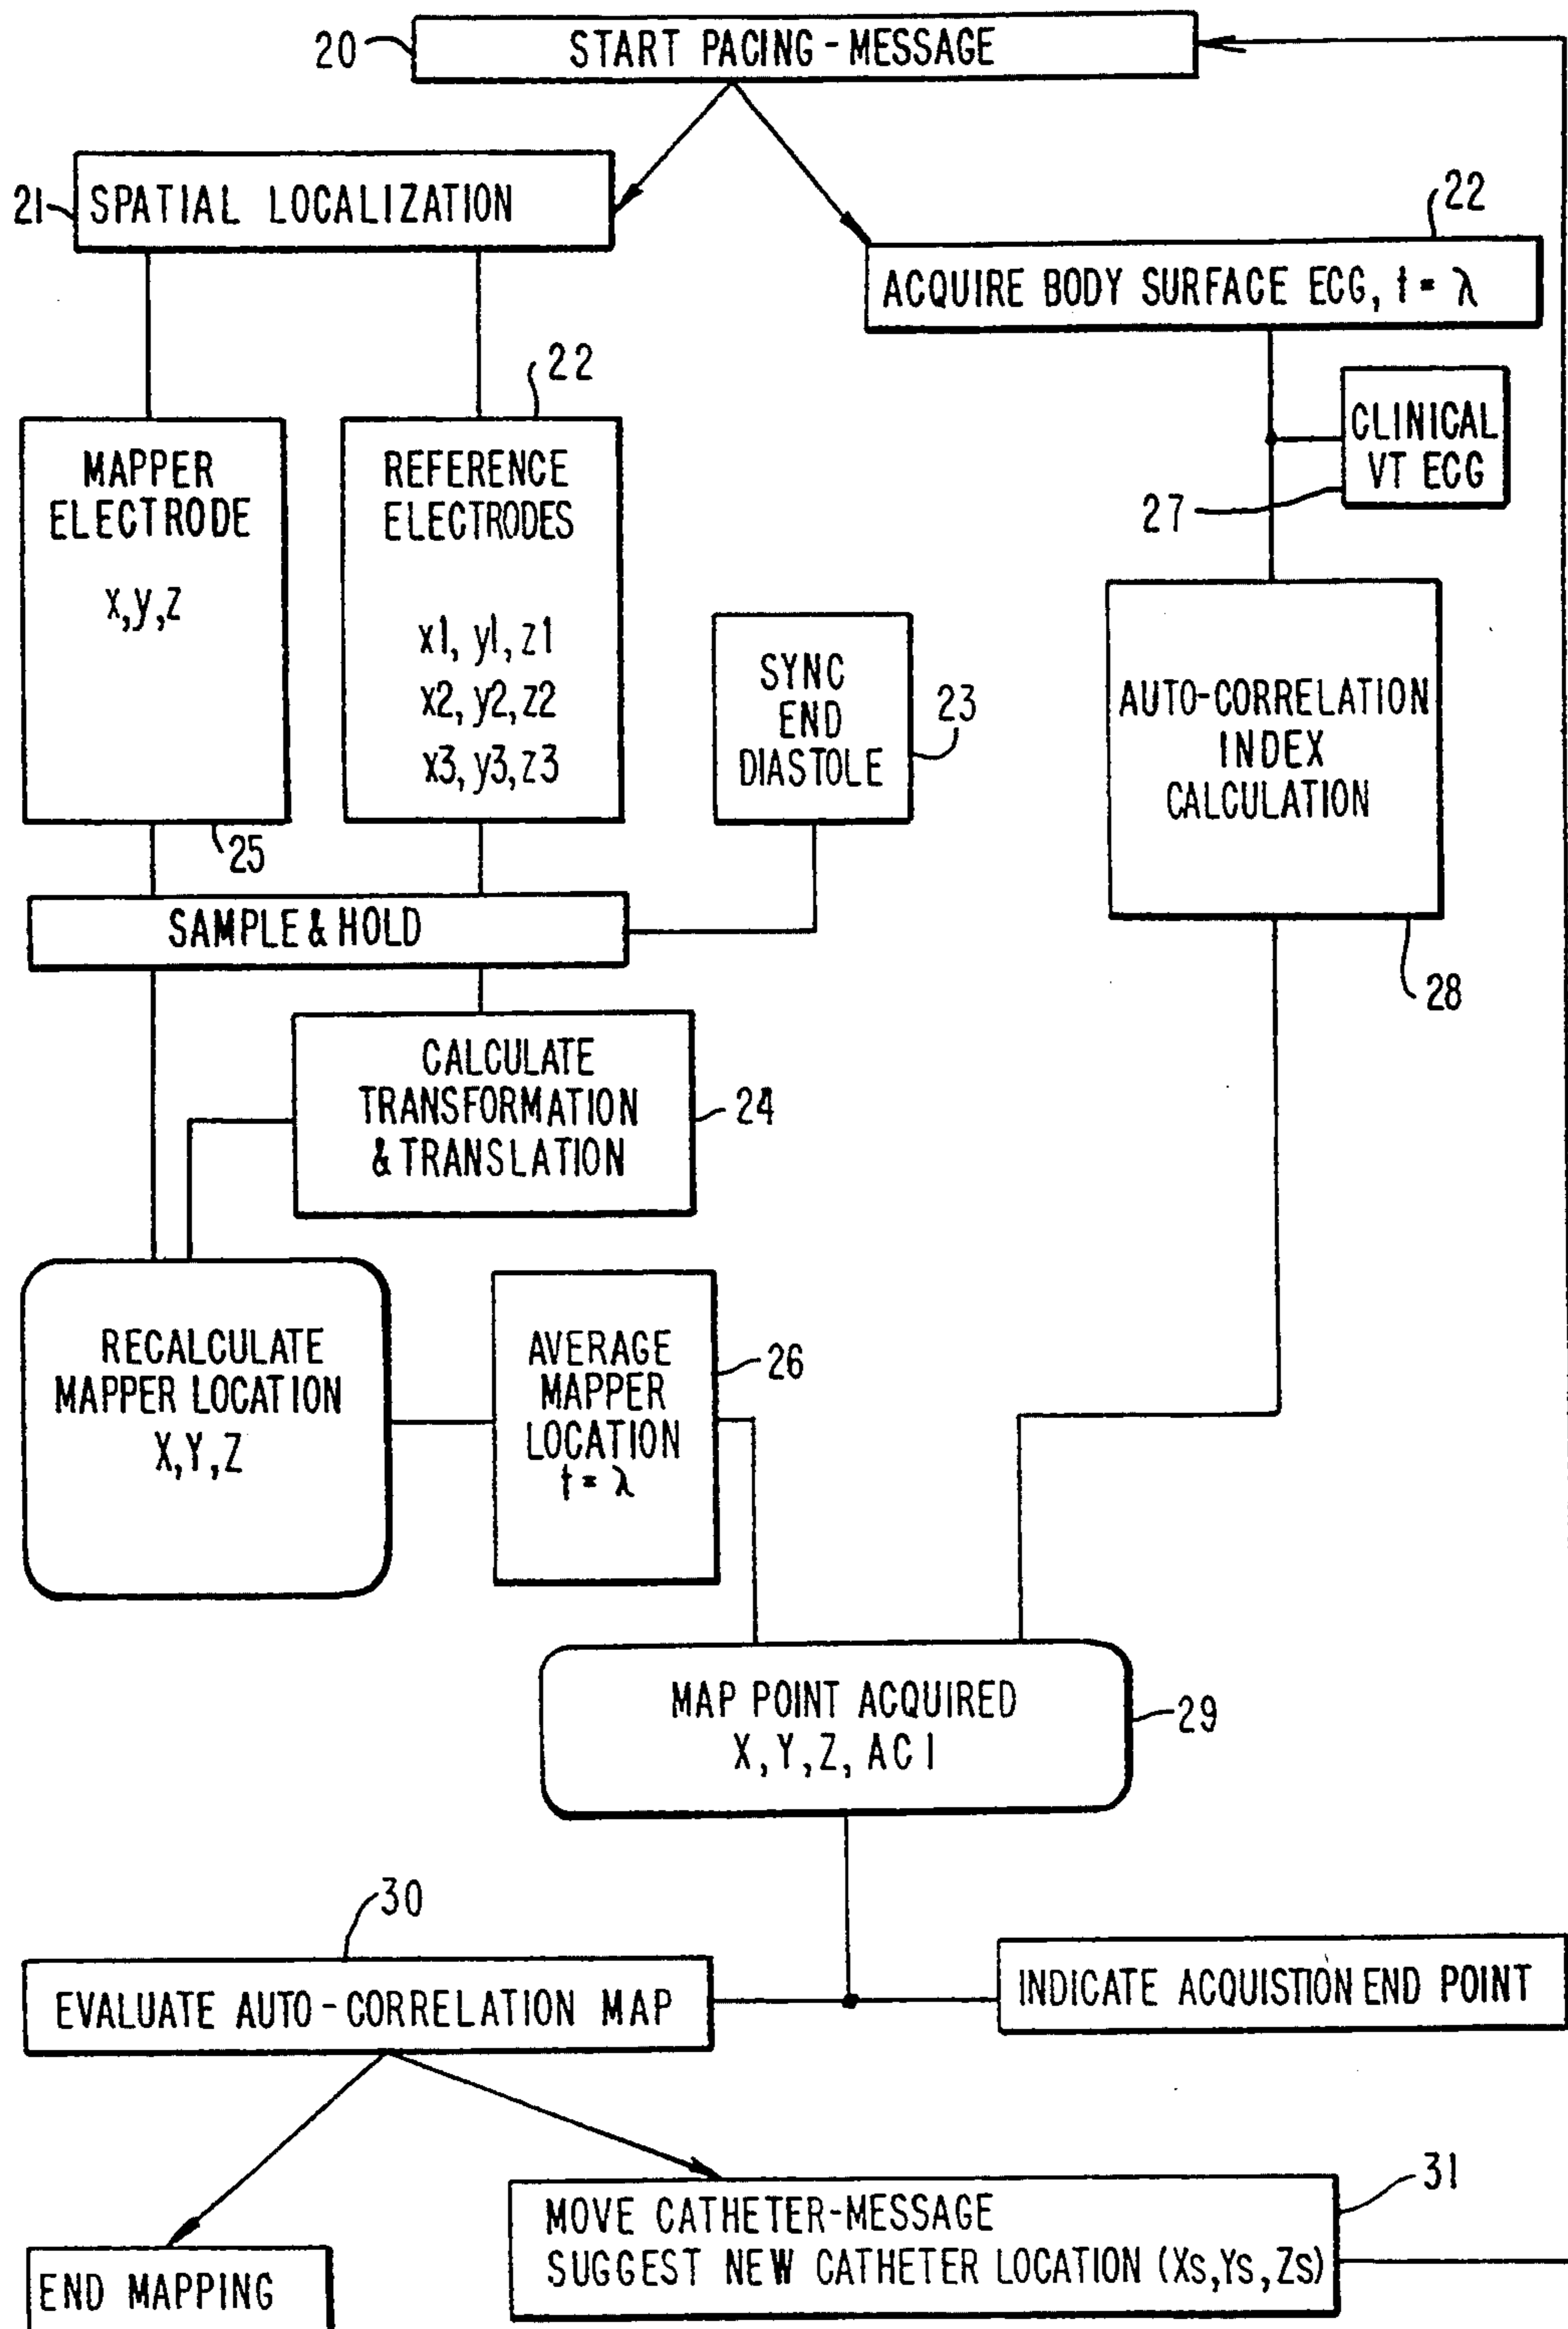 20
START PACING-MESSAGE
21
SPATIAL LOCALIZATION
22
ACQUIRE BODY SURFACE ECG, t = λ
22
CLINICAL
VT ECG
27
MAPPER
ELECTRODE
x,y,z
25
REFERENCE
ELECTRODES
x1, y1, z1
x2, y2, z2
x3, y3, z3
SYNC
END
DIASTOLE
23
AUTO-CORRELATION
INDEX
CALCULATION
28
SAMPLE & HOLD
CALCULATE
TRANSFORMATION
& TRANSLATION
24
RECALCULATE
MAPPER LOCATION
X,Y,Z
AVERAGE
MAPPER
LOCATION
t = λ
26
MAP POINT ACQUIRED
X, Y, Z, ACI
29
30
EVALUATE AUTO-CORRELATION MAP
INDICATE ACQUISTION END POINT
31
MOVE CATHETER-MESSAGE
SUGGEST NEW CATHETER LOCATION (Xs,Ys,Zs)
END MAPPING